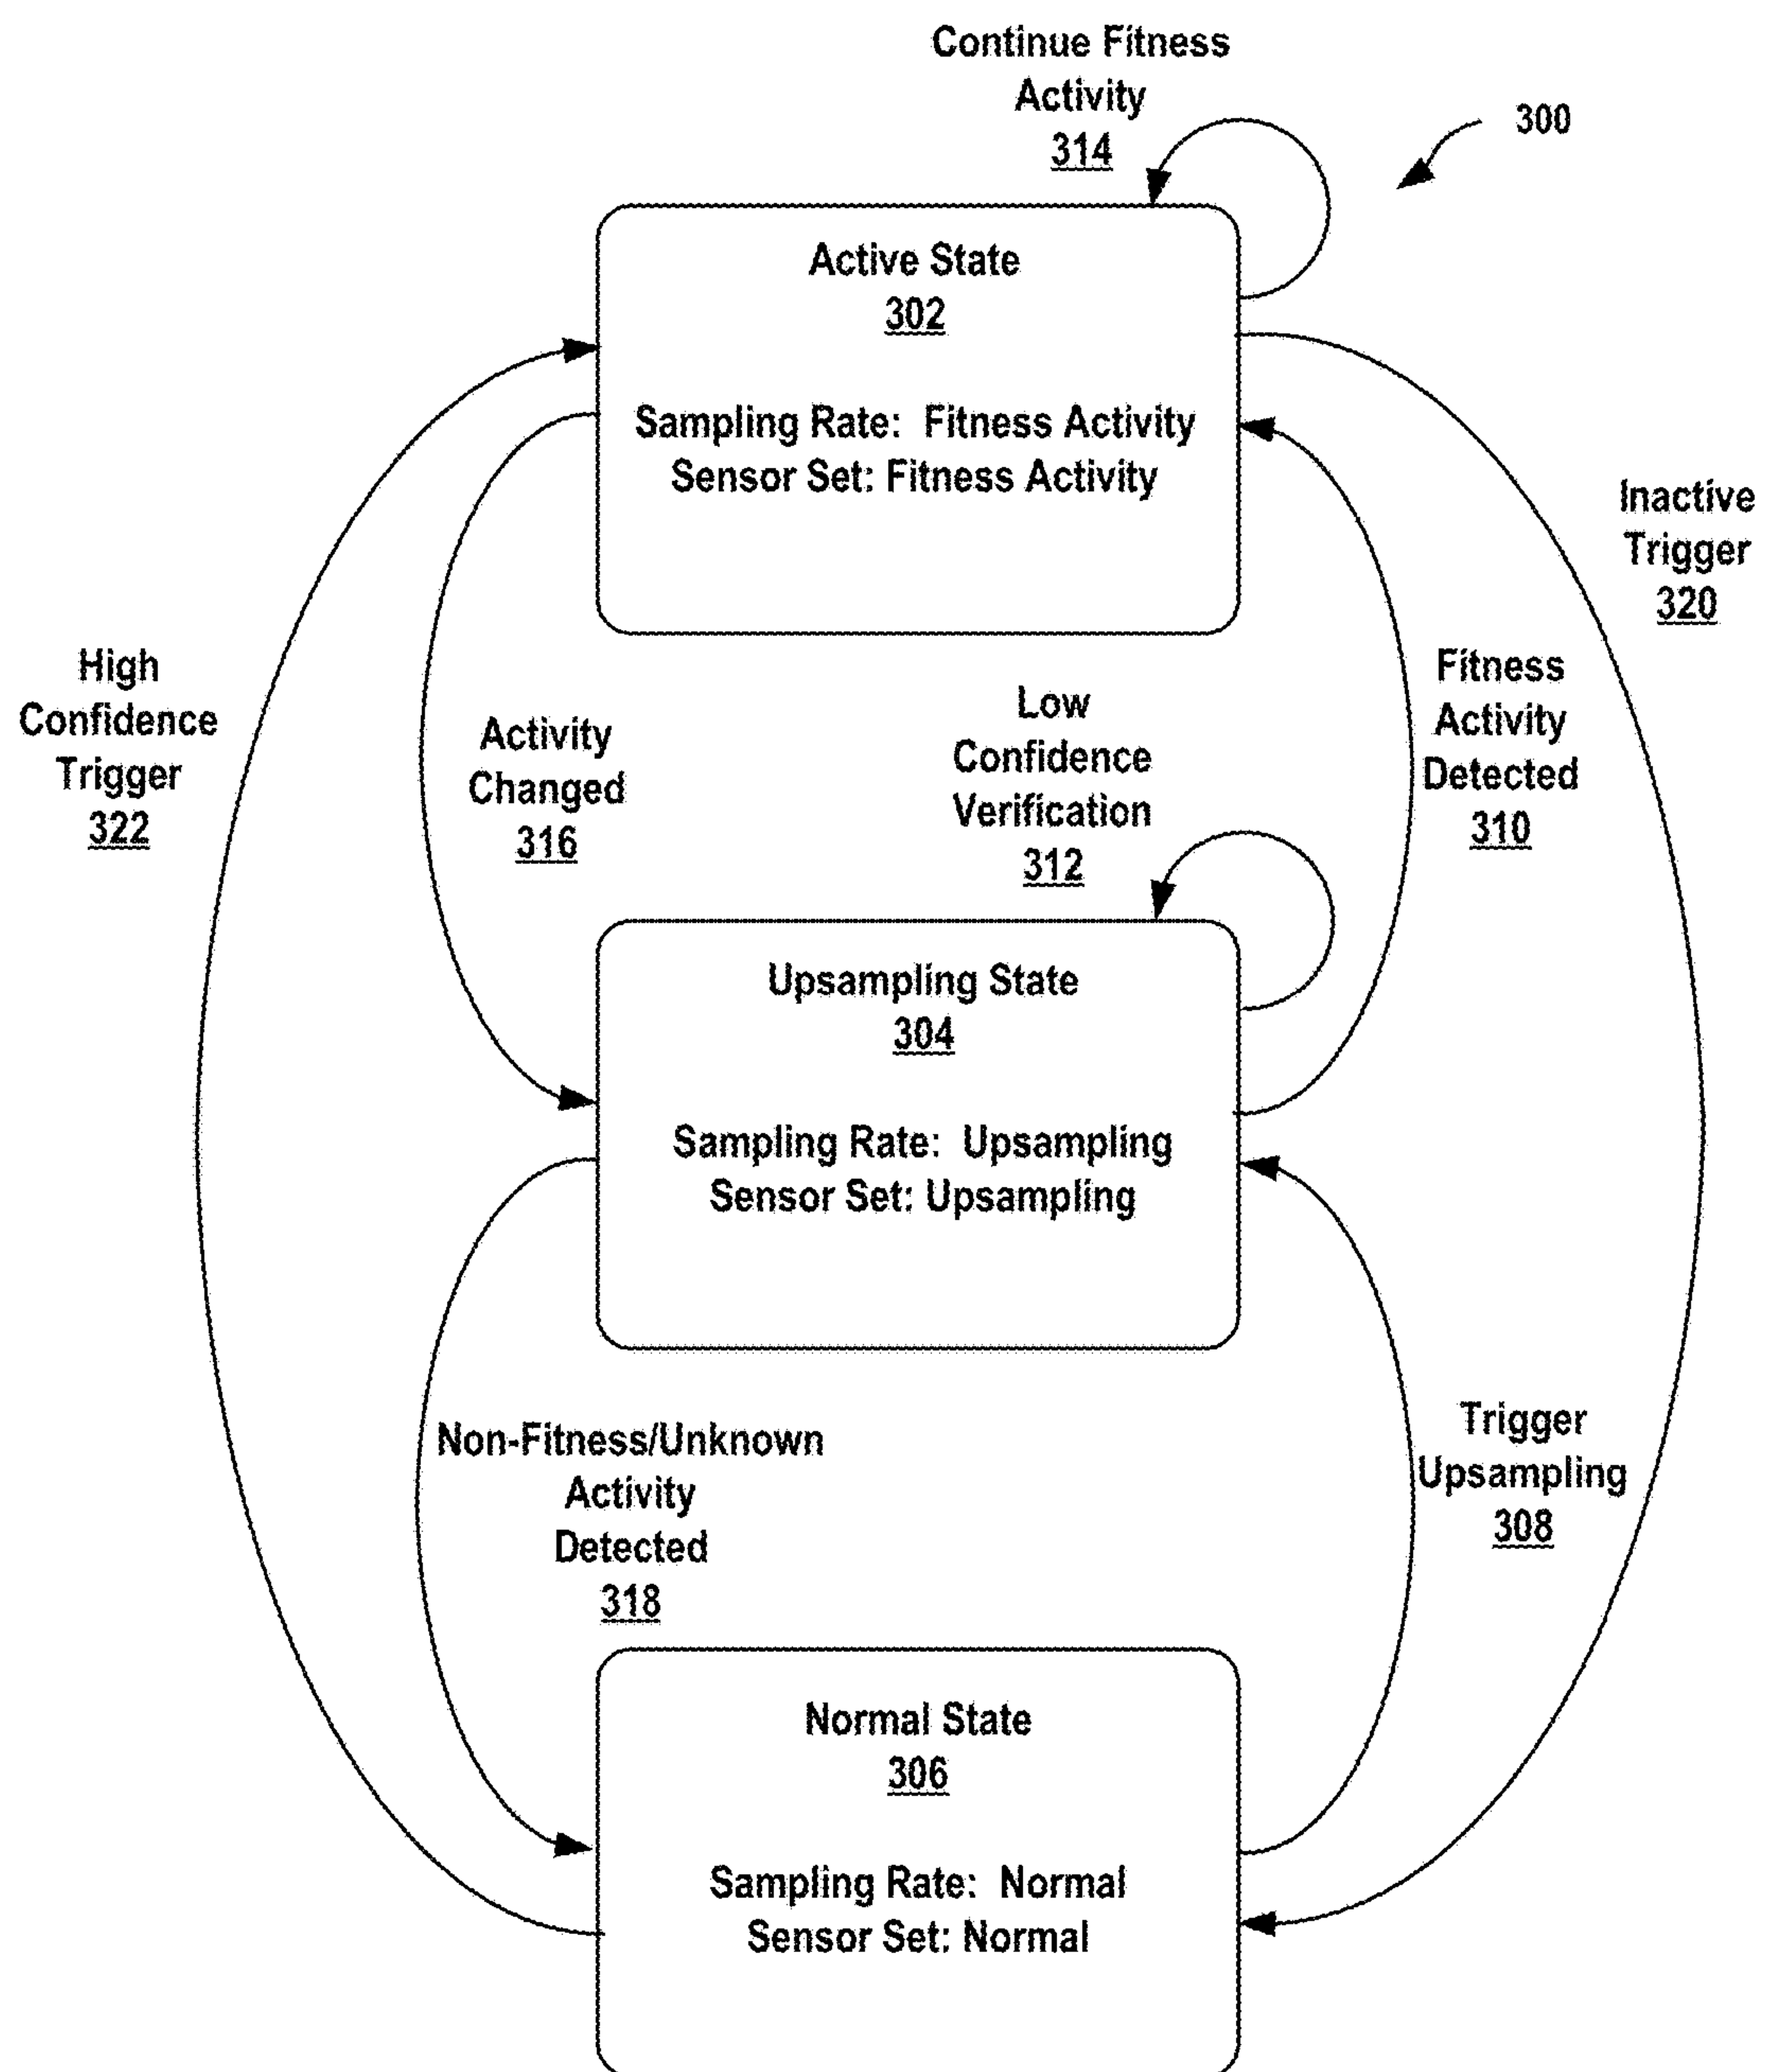 Continue Fitness
Activity
314
300
Active State
302
Sampling Rate: Fitness Activity
Sensor Set: Fitness Activity
Inactive
Trigger
320
High
Confidence
Trigger
322
Activity
Changed
316
Low
Confidence
Verification
312
Fitness
Activity
Detected
310
Upsampling State
304
Sampling Rate: Upsampling
Sensor Set: Upsampling
Non-Fitness/Unknown
Activity
Detected
318
Trigger
Upsampling
308
Normal State
306
Sampling Rate: Normal
Sensor Set: Normal